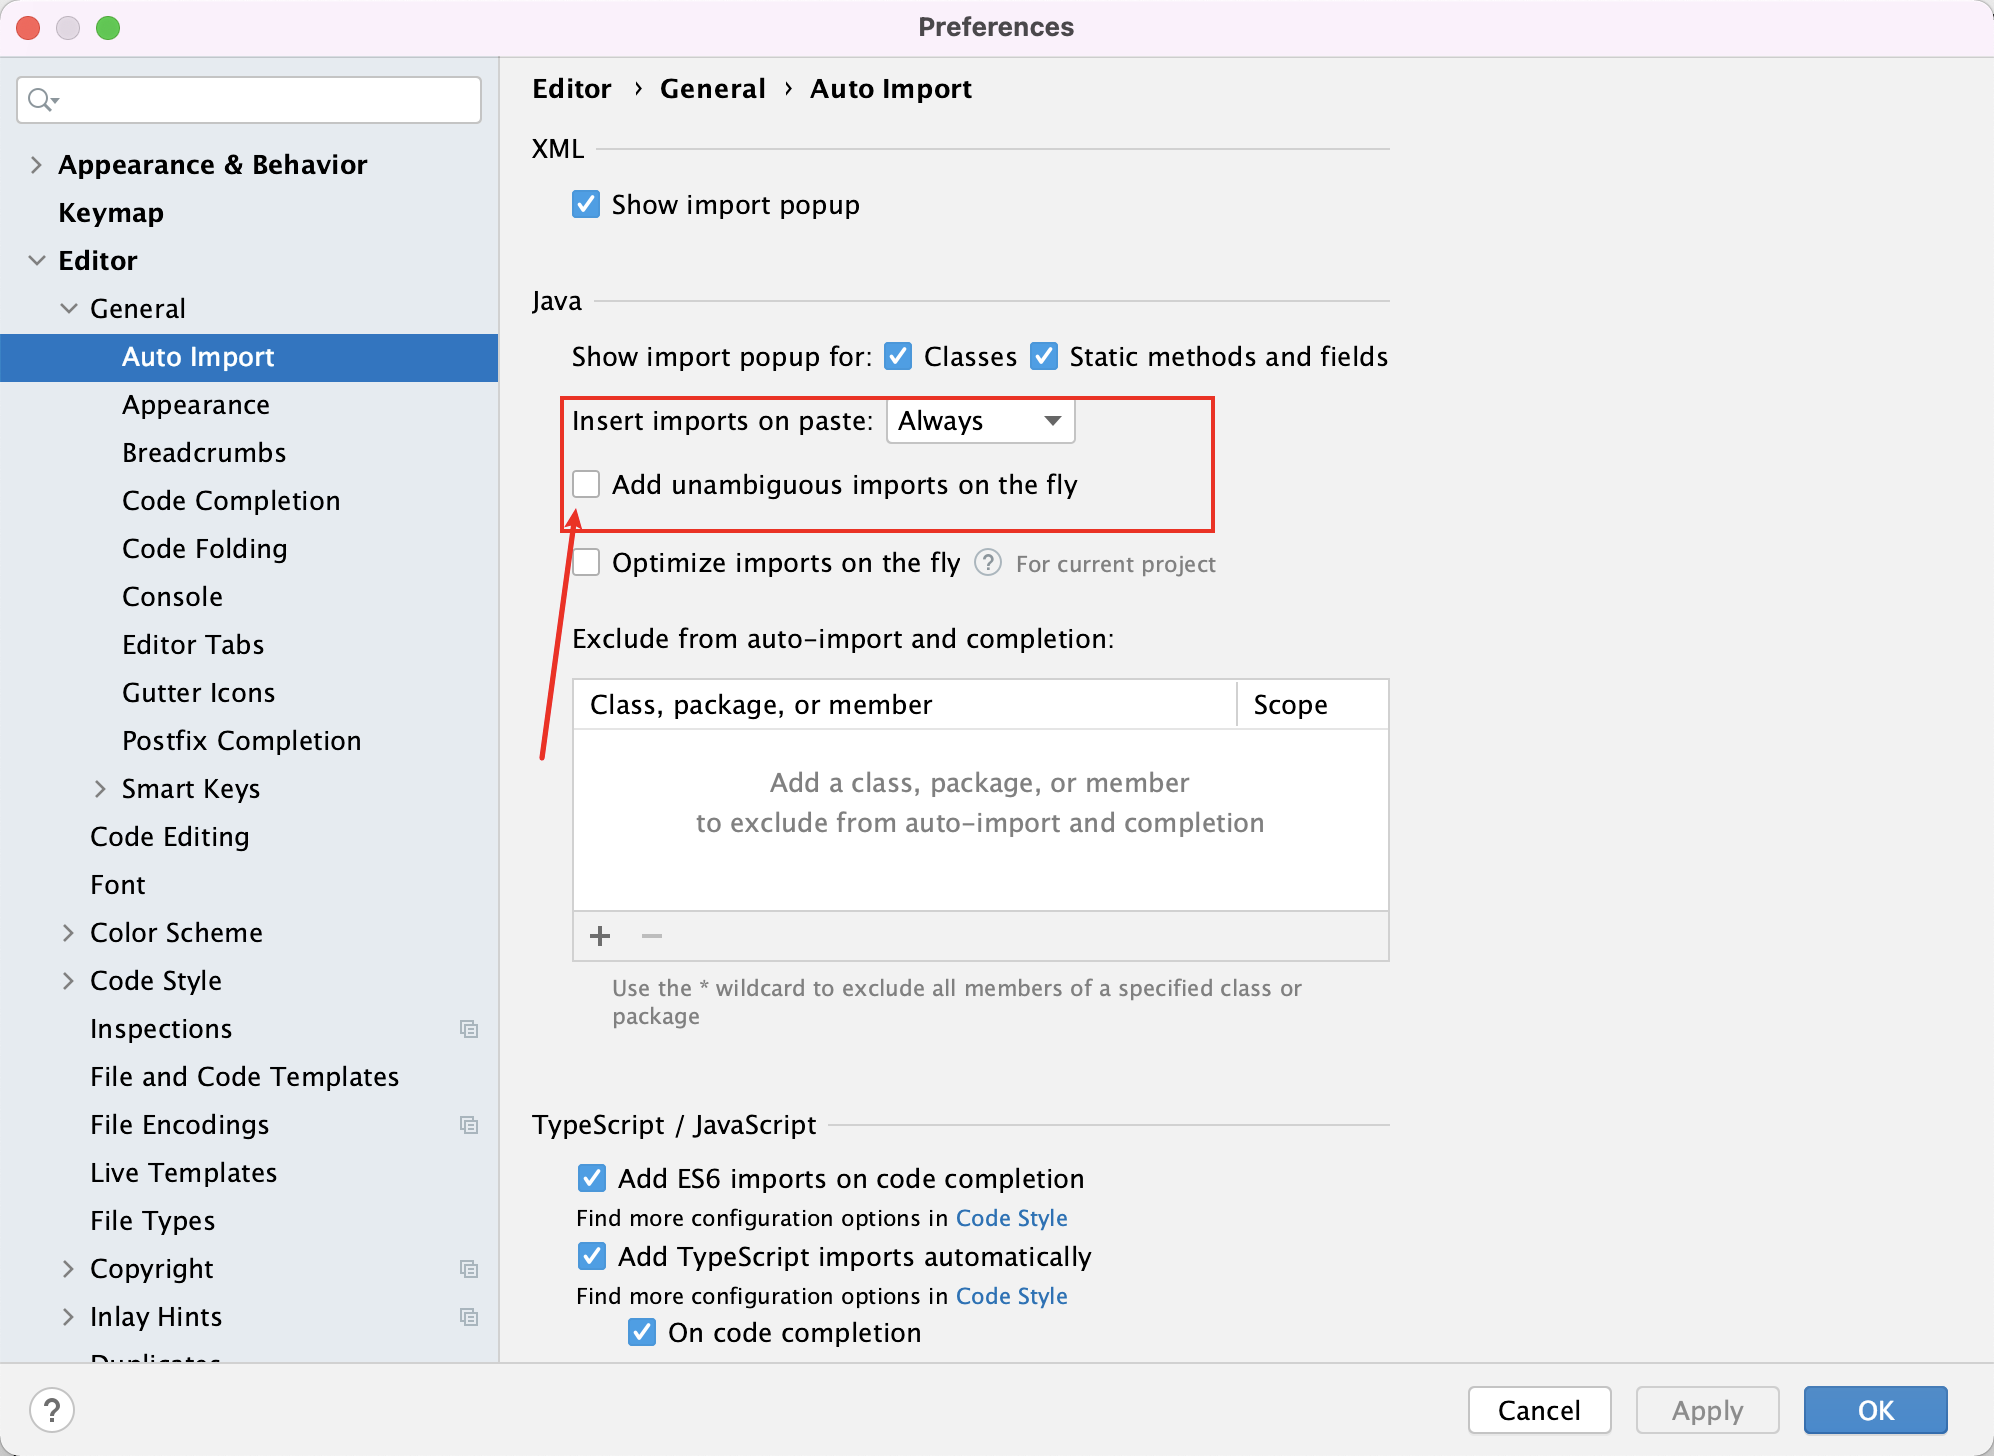 Preferences
Appearance & Behavior
Keymap
Editor
General
Auto Import
Appearance
Breadcrumbs
Code Completion
Code Folding
Console
Editor Tabs
Gutter Icons
Postfix Completion
Smart Keys
Code Editing
Font
Color Scheme
Code Style
Inspections
File and Code Templates
File Encodings
Live Templates
File Types
Copyright
Inlay Hints
Duplicates
Editor › General › Auto Import
XML
Show import popup
Java
Show import popup for: Classes Static methods and fields
Insert imports on paste: Always
Add unambiguous imports on the fly
Optimize imports on the fly ? For current project
Exclude from auto-import and completion:
Class, package, or member Scope
Add a class, package, or member
to exclude from auto-import and completion
Use the * wildcard to exclude all members of a specified class or
package
TypeScript / JavaScript
Add ES6 imports on code completion
Find more configuration options in Code Style
Add TypeScript imports automatically
Find more configuration options in Code Style
On code completion
? Cancel Apply OK